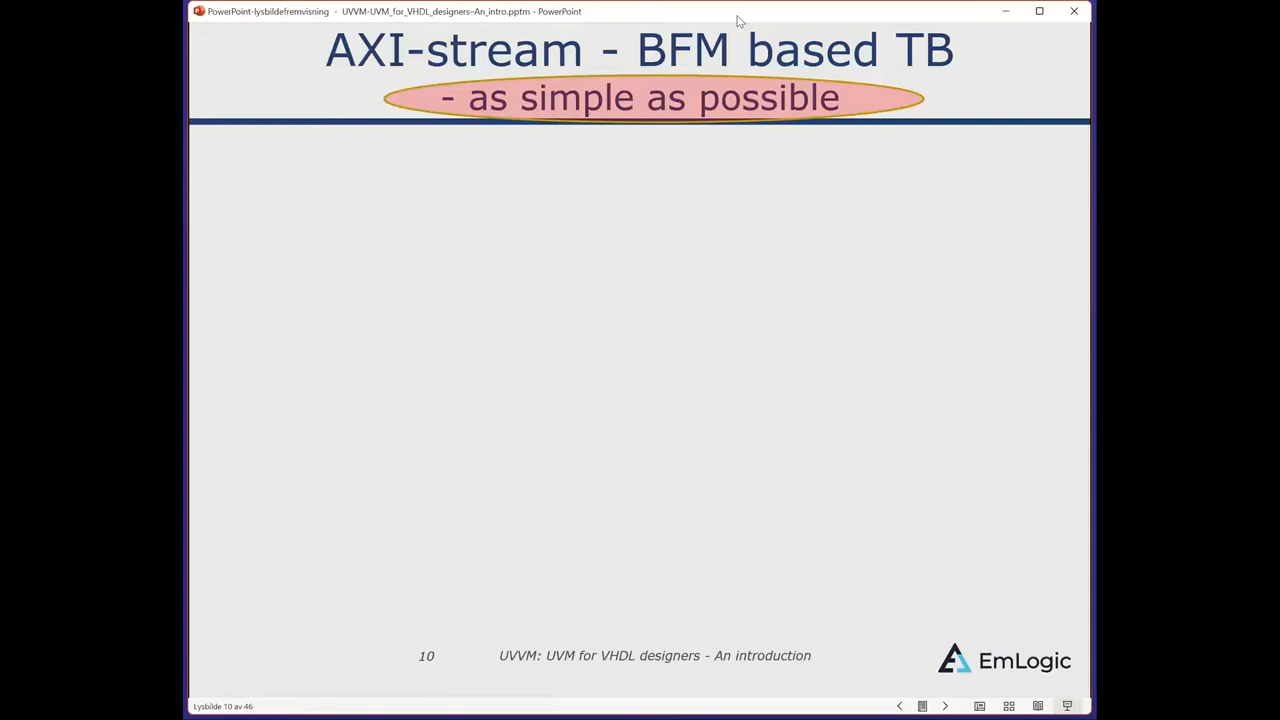 PowerPoint-lysbildefremvisning - UVVM-UVM_for_VHDL_designers–An_intro.pptm - PowerPoint
AXI-stream - BFM based TB
- as simple as possible
10
UVVM: UVM for VHDL designers - An introduction
EmLogic
Lysbilde 10 av 46